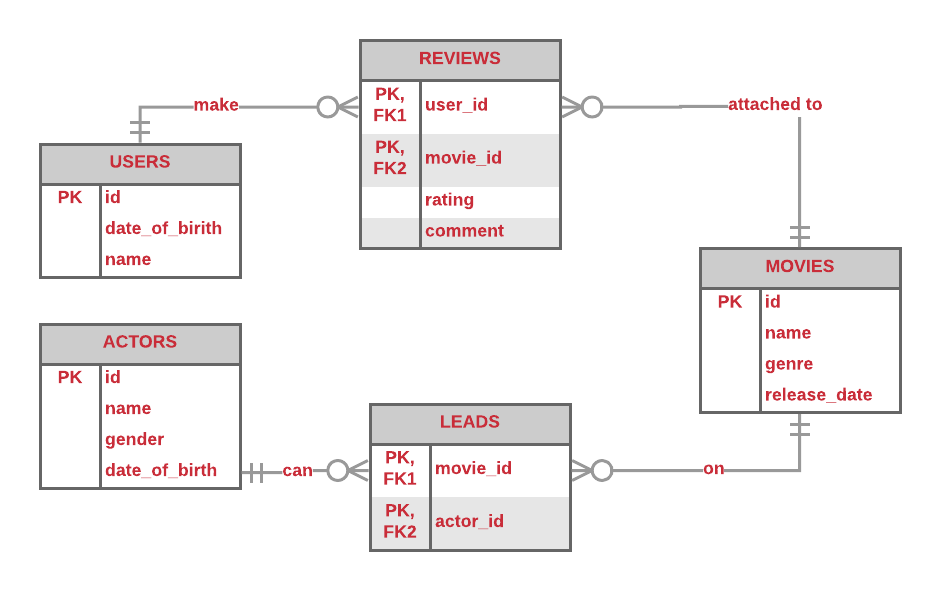 REVIEWS
PK,
FK1
user_id
PK,
FK2
movie_id
rating
comment
make
attached to
USERS
PK id
date_of_birith
name
MOVIES
PK id
name
genre
release_date
ACTORS
PK id
name
gender
date_of_birth
can
LEADS
PK,
FK1
movie_id
PK,
FK2
actor_id
on